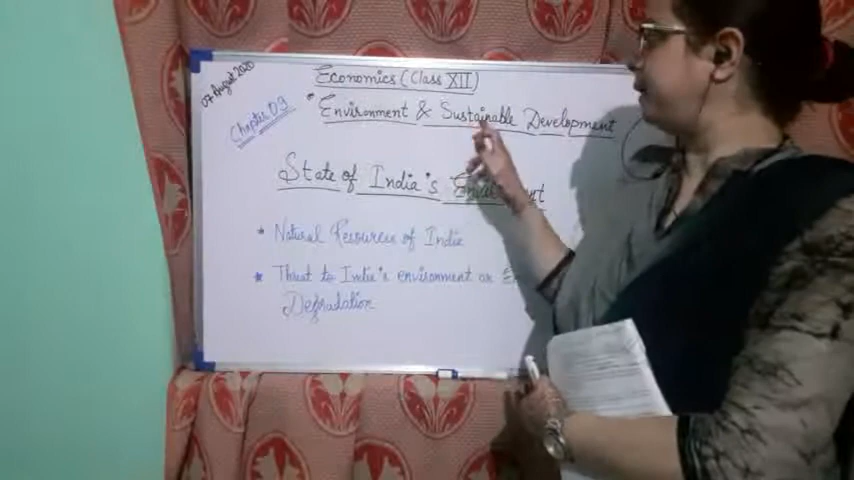 07 August 2020
Economics (Class XII)
Chapter 09
* Environment & Sustainable Development
State of India's
* Natural Resources of India
* Threat to India's environment or
Degradation